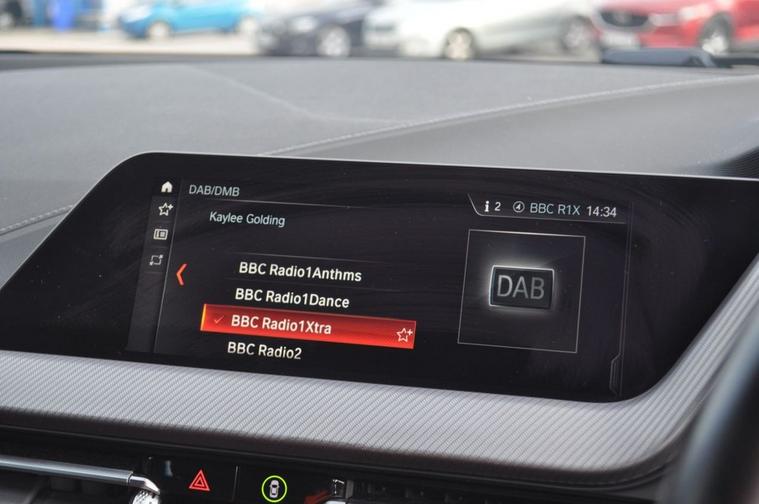 DAB/DMB
2 BBC R1X 14:34
Kaylee Golding
BBC Radio1Anthms
BBC Radio1Dance
BBC Radio1Xtra
BBC Radio2
DAB